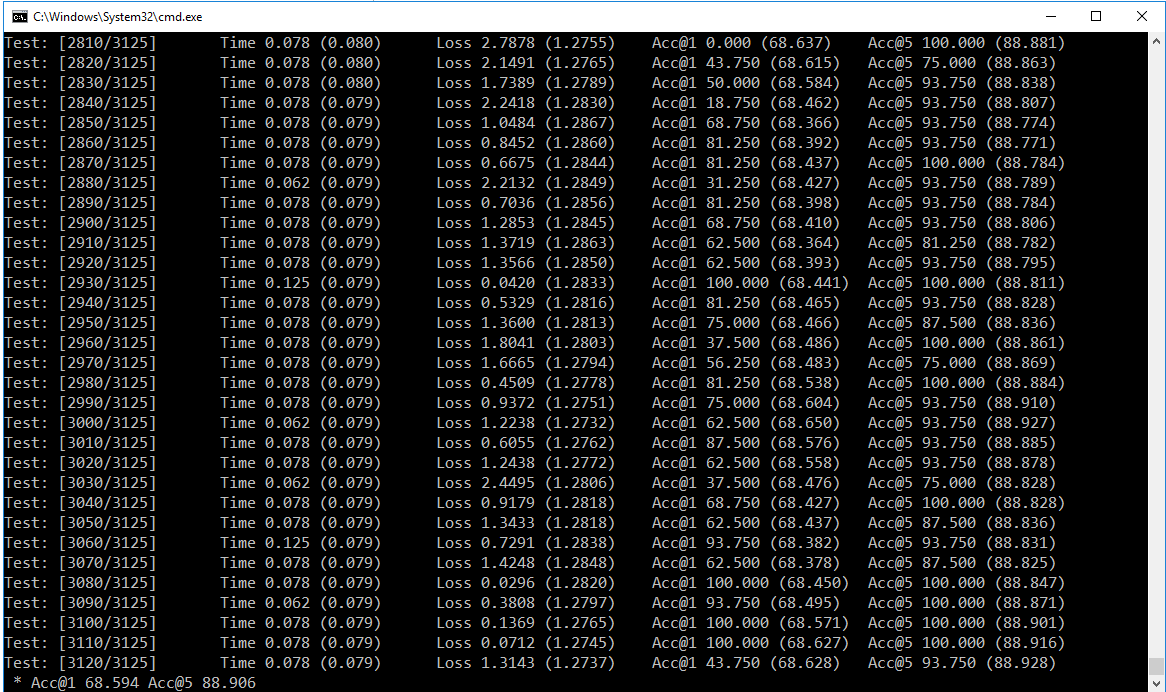 C:\Windows\System32\cmd.exe
Test: [2810/3125] Time 0.078 (0.080) Loss 2.7878 (1.2755) Acc@1 0.000 (68.637) Acc@5 100.000 (88.881)
Test: [2820/3125] Time 0.078 (0.080) Loss 2.1491 (1.2765) Acc@1 43.750 (68.615) Acc@5 75.000 (88.863)
Test: [2830/3125] Time 0.078 (0.080) Loss 1.7389 (1.2789) Acc@1 50.000 (68.584) Acc@5 93.750 (88.838)
Test: [2840/3125] Time 0.078 (0.079) Loss 2.2418 (1.2830) Acc@1 18.750 (68.462) Acc@5 93.750 (88.807)
Test: [2850/3125] Time 0.078 (0.079) Loss 1.0484 (1.2867) Acc@1 68.750 (68.366) Acc@5 93.750 (88.774)
Test: [2860/3125] Time 0.078 (0.079) Loss 0.8452 (1.2860) Acc@1 81.250 (68.392) Acc@5 93.750 (88.771)
Test: [2870/3125] Time 0.078 (0.079) Loss 0.6675 (1.2844) Acc@1 81.250 (68.437) Acc@5 100.000 (88.784)
Test: [2880/3125] Time 0.062 (0.079) Loss 2.2132 (1.2849) Acc@1 31.250 (68.427) Acc@5 93.750 (88.789)
Test: [2890/3125] Time 0.078 (0.079) Loss 0.7036 (1.2856) Acc@1 81.250 (68.398) Acc@5 93.750 (88.784)
Test: [2900/3125] Time 0.078 (0.079) Loss 1.2853 (1.2845) Acc@1 68.750 (68.410) Acc@5 93.750 (88.806)
Test: [2910/3125] Time 0.078 (0.079) Loss 1.3719 (1.2863) Acc@1 62.500 (68.364) Acc@5 81.250 (88.782)
Test: [2920/3125] Time 0.078 (0.079) Loss 1.3566 (1.2850) Acc@1 62.500 (68.393) Acc@5 93.750 (88.795)
Test: [2930/3125] Time 0.125 (0.079) Loss 0.0420 (1.2833) Acc@1 100.000 (68.441) Acc@5 100.000 (88.811)
Test: [2940/3125] Time 0.078 (0.079) Loss 0.5329 (1.2816) Acc@1 81.250 (68.465) Acc@5 93.750 (88.828)
Test: [2950/3125] Time 0.078 (0.079) Loss 1.3600 (1.2813) Acc@1 75.000 (68.466) Acc@5 87.500 (88.836)
Test: [2960/3125] Time 0.078 (0.079) Loss 1.8041 (1.2803) Acc@1 37.500 (68.486) Acc@5 100.000 (88.861)
Test: [2970/3125] Time 0.078 (0.079) Loss 1.6665 (1.2794) Acc@1 56.250 (68.483) Acc@5 75.000 (88.869)
Test: [2980/3125] Time 0.078 (0.079) Loss 0.4509 (1.2778) Acc@1 81.250 (68.538) Acc@5 100.000 (88.884)
Test: [2990/3125] Time 0.078 (0.079) Loss 0.9372 (1.2751) Acc@1 75.000 (68.604) Acc@5 93.750 (88.910)
Test: [3000/3125] Time 0.062 (0.079) Loss 1.2238 (1.2732) Acc@1 62.500 (68.650) Acc@5 93.750 (88.927)
Test: [3010/3125] Time 0.078 (0.079) Loss 0.6055 (1.2762) Acc@1 87.500 (68.576) Acc@5 93.750 (88.885)
Test: [3020/3125] Time 0.078 (0.079) Loss 1.2438 (1.2772) Acc@1 62.500 (68.558) Acc@5 93.750 (88.878)
Test: [3030/3125] Time 0.062 (0.079) Loss 2.4495 (1.2806) Acc@1 37.500 (68.476) Acc@5 75.000 (88.828)
Test: [3040/3125] Time 0.078 (0.079) Loss 0.9179 (1.2818) Acc@1 68.750 (68.427) Acc@5 100.000 (88.828)
Test: [3050/3125] Time 0.078 (0.079) Loss 1.3433 (1.2818) Acc@1 62.500 (68.437) Acc@5 87.500 (88.836)
Test: [3060/3125] Time 0.125 (0.079) Loss 0.7291 (1.2838) Acc@1 93.750 (68.382) Acc@5 93.750 (88.831)
Test: [3070/3125] Time 0.078 (0.079) Loss 1.4248 (1.2848) Acc@1 62.500 (68.378) Acc@5 87.500 (88.825)
Test: [3080/3125] Time 0.078 (0.079) Loss 0.0296 (1.2820) Acc@1 100.000 (68.450) Acc@5 100.000 (88.847)
Test: [3090/3125] Time 0.062 (0.079) Loss 0.3808 (1.2797) Acc@1 93.750 (68.495) Acc@5 100.000 (88.871)
Test: [3100/3125] Time 0.078 (0.079) Loss 0.1369 (1.2765) Acc@1 100.000 (68.571) Acc@5 100.000 (88.901)
Test: [3110/3125] Time 0.078 (0.079) Loss 0.0712 (1.2745) Acc@1 100.000 (68.627) Acc@5 100.000 (88.916)
Test: [3120/3125] Time 0.078 (0.079) Loss 1.3143 (1.2737) Acc@1 43.750 (68.628) Acc@5 93.750 (88.928)
* Acc@1 68.594 Acc@5 88.906